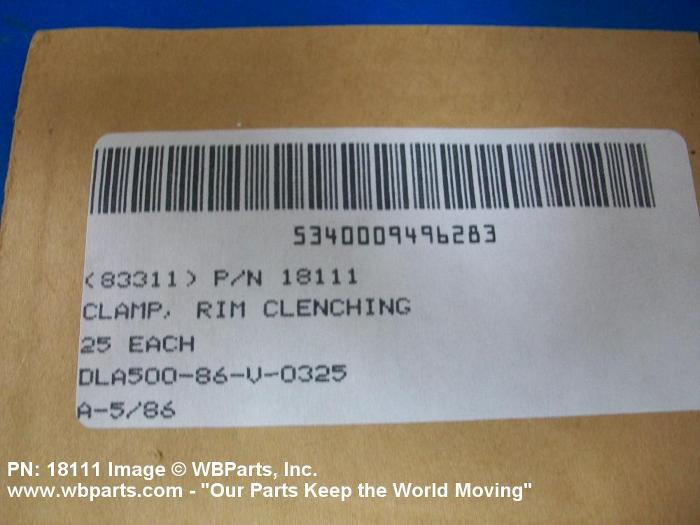 5340009496283
(83311) P/N 18111
CLAMP, RIM CLENCHING
25 EACH
DLA500-86-V-0325
A-5/86
PN: 18111 Image © WBParts, Inc.
www.wbparts.com - "Our Parts Keep the World Moving"